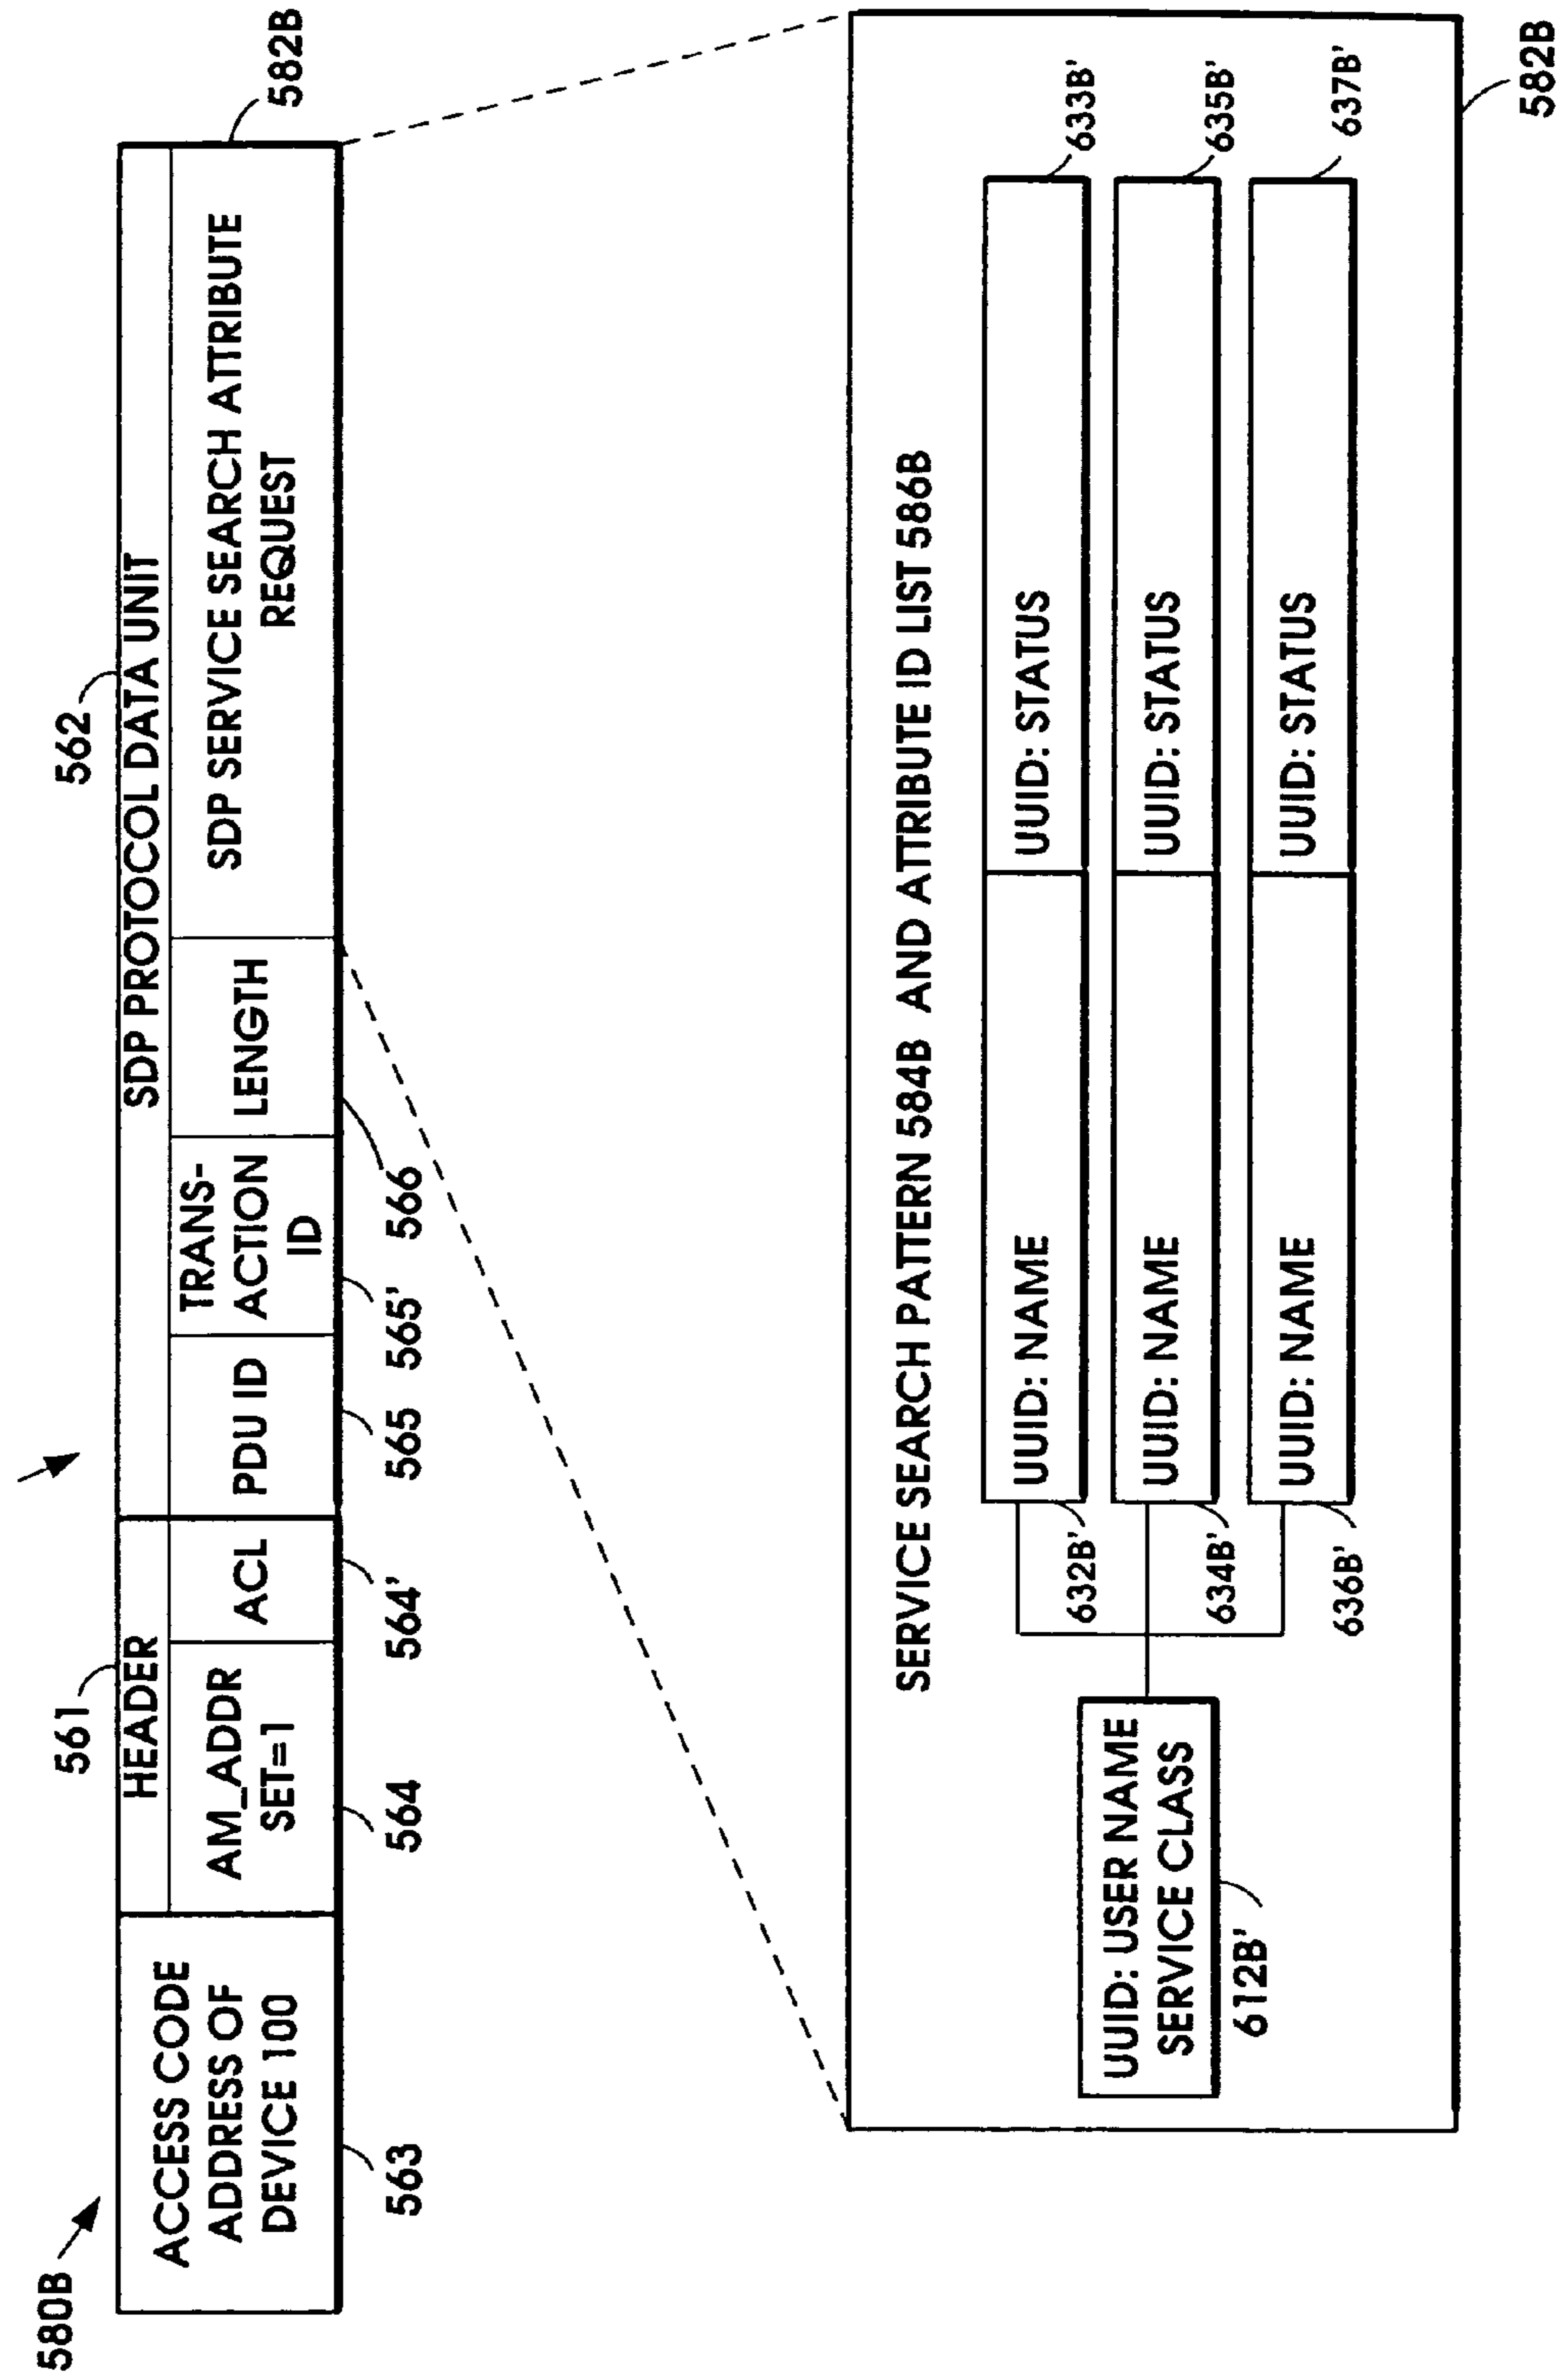 580B
561
562
HEADER
SDP PROTOCOL DATA UNIT
ACCESS CODE
ADDRESS OF
DEVICE 100
AM_ADDR
SET=1
ACL
PDU ID
TRANS-
ACTION
ID
LENGTH
SDP SERVICE SEARCH ATTRIBUTE
REQUEST
582B
563
564
564'
565
565'
566
SERVICE SEARCH PATTERN 584B AND ATTRIBUTE ID LIST 586B
UUID: USER NAME
SERVICE CLASS
612B'
UUID: NAME
UUID: STATUS
632B'
633B'
UUID: NAME
UUID: STATUS
634B'
635B'
UUID: NAME
UUID: STATUS
636B'
637B'
582B